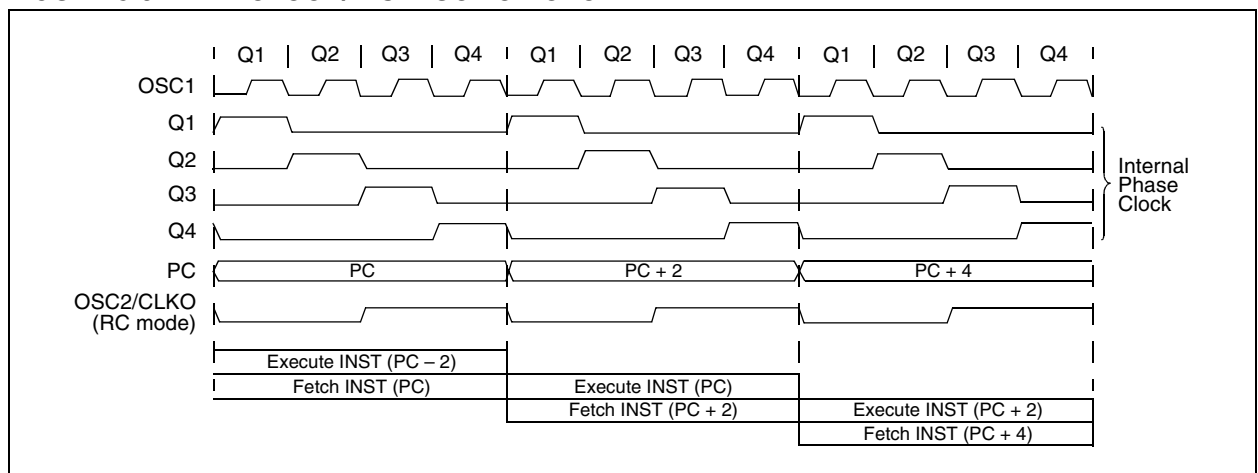 Q1 | Q2 | Q3 | Q4 | Q1 | Q2 | Q3 | Q4 | Q1 | Q2 | Q3 | Q4
OSC1
Q1
Q2
Q3
Q4
Internal
Phase
Clock
PC
PC
PC + 2
PC + 4
OSC2/CLKO
(RC mode)
Execute INST (PC – 2)
Fetch INST (PC)
Execute INST (PC)
Fetch INST (PC + 2)
Execute INST (PC + 2)
Fetch INST (PC + 4)